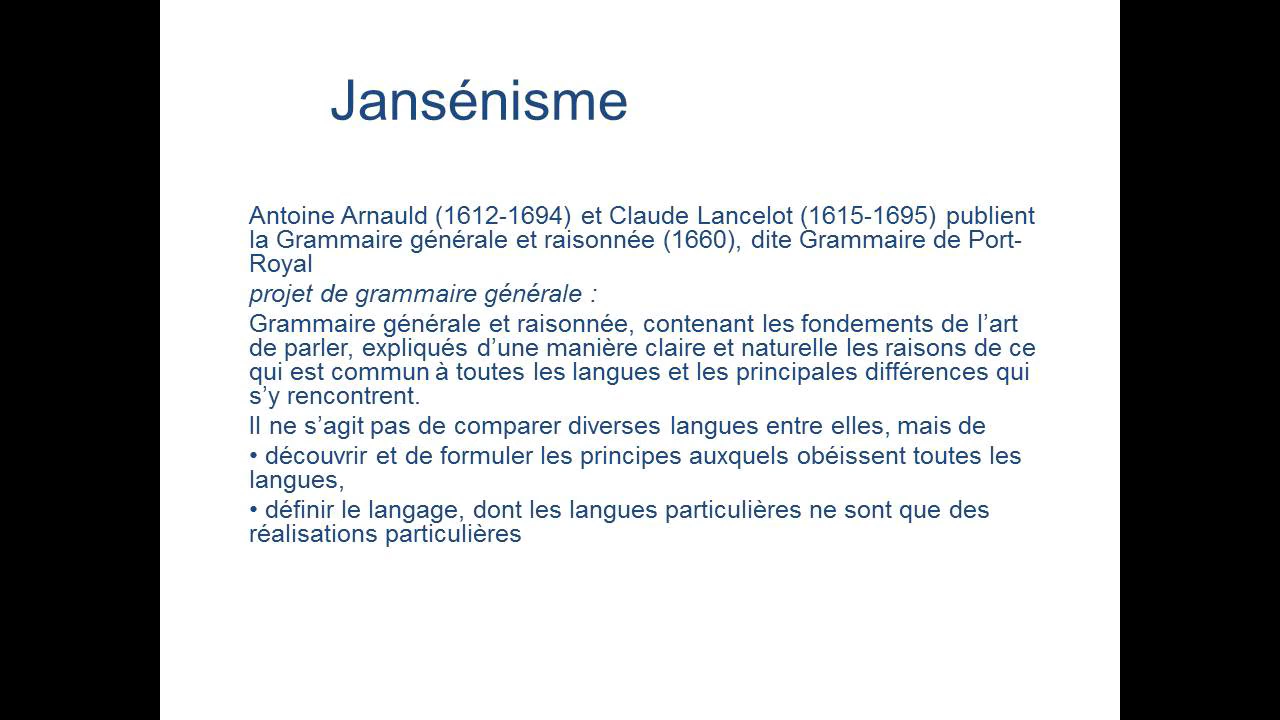 Jansénisme
Antoine Arnauld (1612-1694) et Claude Lancelot (1615-1695) publient
la Grammaire générale et raisonnée (1660), dite Grammaire de Port-
Royal
projet de grammaire générale :
Grammaire générale et raisonnée, contenant les fondements de l’art
de parler, expliqués d’une manière claire et naturelle les raisons de ce
qui est commun à toutes les langues et les principales différences qui
s’y rencontrent.
Il ne s’agit pas de comparer diverses langues entre elles, mais de
• découvrir et de formuler les principes auxquels obéissent toutes les
langues,
• définir le langage, dont les langues particulières ne sont que des
réalisations particulières